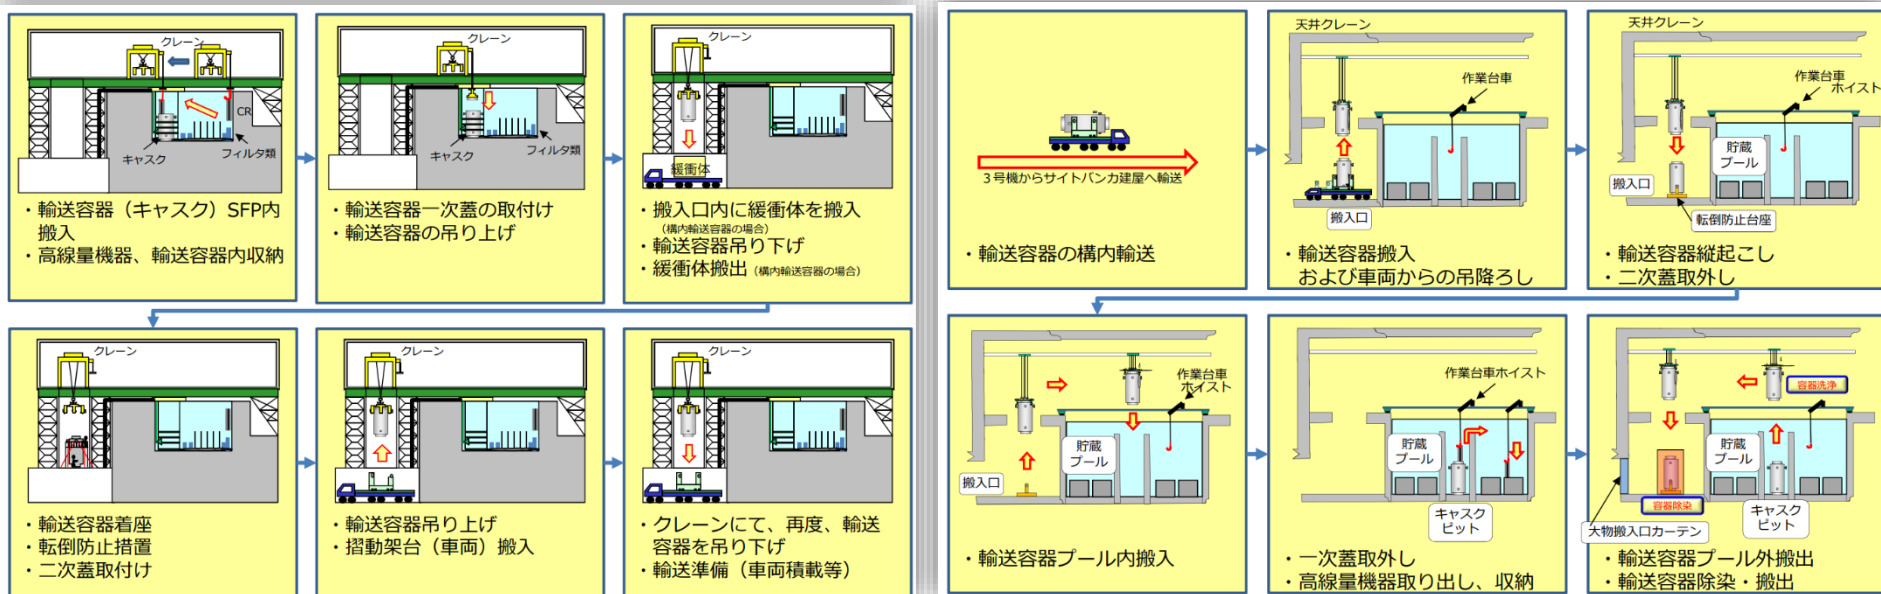 クレーン
CR
キャスク
フィルタ類
・輸送容器（キャスク）SFP内
搬入
・高線量機器、輸送容器内収納
クレーン
キャスク
フィルタ類
・輸送容器一次蓋の取付け
・輸送容器の吊り上げ
クレーン
緩衝体
・搬入口内に緩衝体を搬入
（構内輸送容器の場合）
・輸送容器吊り下げ
・緩衝体搬出（構内輸送容器の場合）
クレーン
・輸送容器着座
・転倒防止措置
・二次蓋取付け
クレーン
・輸送容器吊り上げ
・摺動架台（車両）搬入
クレーン
・クレーンにて、再度、輸送
容器を吊り下げ
・輸送準備（車両積載等）
３号機からサイトバンカ建屋へ輸送
・輸送容器の構内輸送
天井クレーン
作業台車
搬入口
・輸送容器搬入
および車両からの吊降ろし
天井クレーン
作業台車
ホイスト
貯蔵
プール
搬入口
転倒防止台座
・輸送容器縦起こし
・二次蓋取外し
作業台車
ホイスト
貯蔵
プール
搬入口
・輸送容器プール内搬入
作業台車ホイスト
貯蔵
プール
キャスク
ピット
・一次蓋取外し
・高線量機器取り出し、収納
容器洗浄
貯蔵
プール
容器除染
大物搬入口カーテン
キャスク
ピット
・輸送容器プール外搬出
・輸送容器除染・搬出